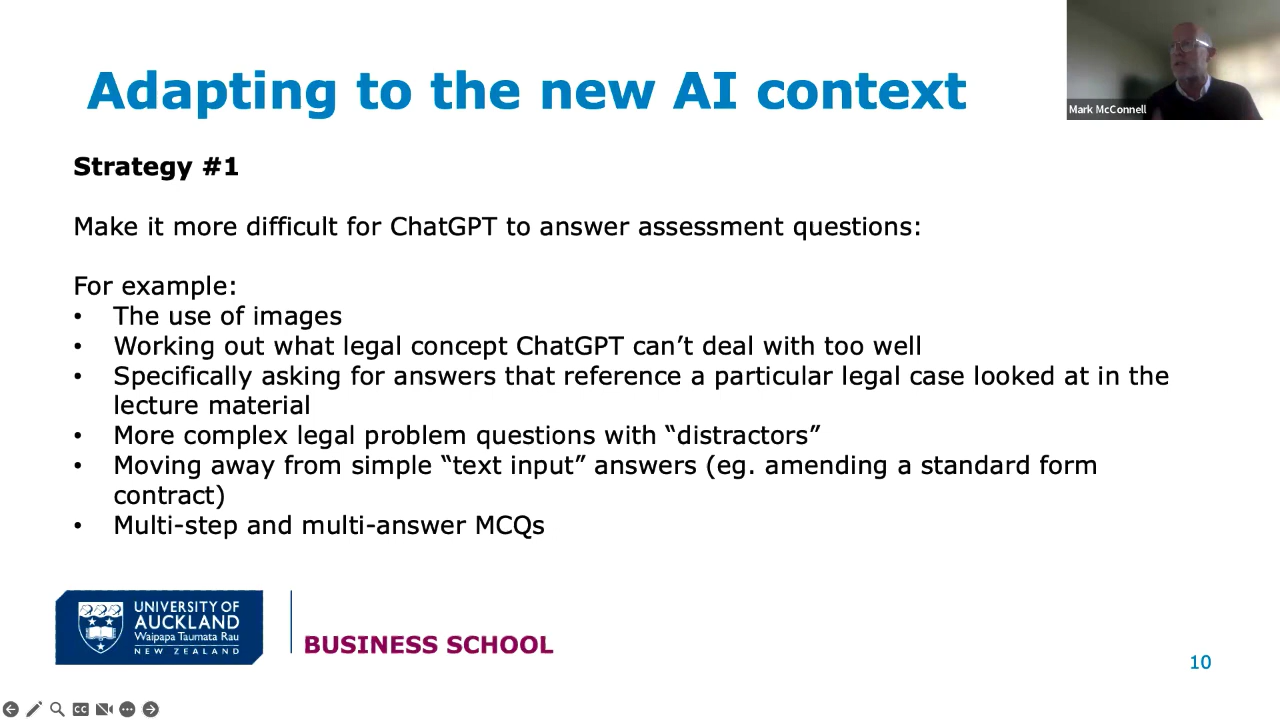 Adapting to the new AI context
Mark McConnell
Strategy #1
Make it more difficult for ChatGPT to answer assessment questions:
For example:
• The use of images
• Working out what legal concept ChatGPT can’t deal with too well
• Specifically asking for answers that reference a particular legal case looked at in the
lecture material
• More complex legal problem questions with “distractors”
• Moving away from simple “text input” answers (eg. amending a standard form
contract)
• Multi-step and multi-answer MCQs
UNIVERSITY OF
AUCKLAND
Waipapa Taumata Rau
NEW ZEALAND
BUSINESS SCHOOL
10
CC